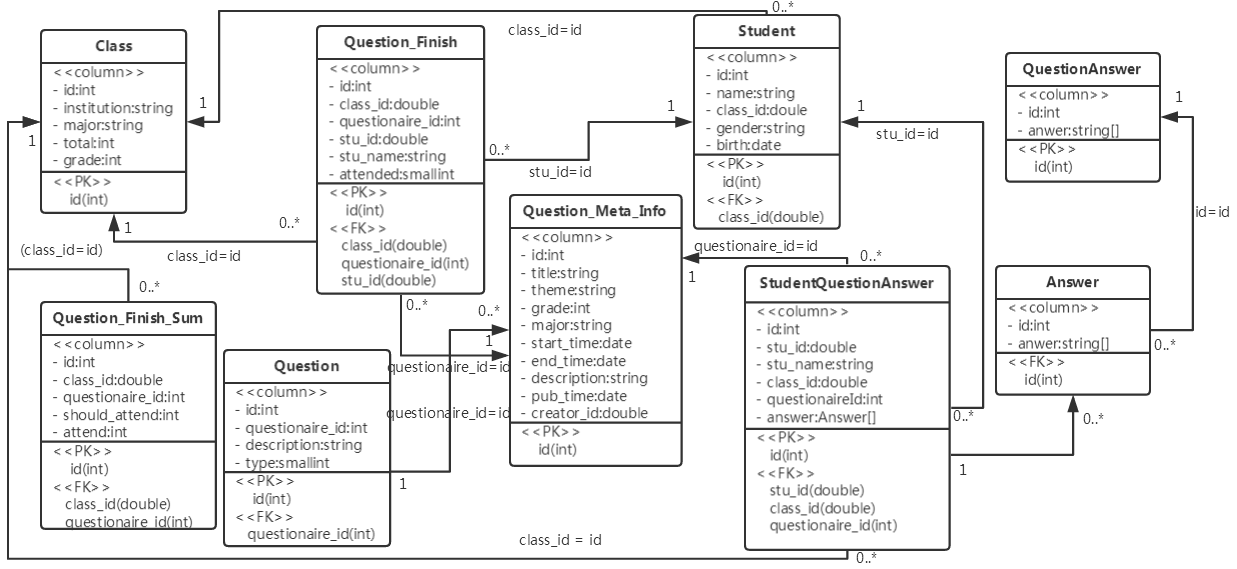 Class
<<column>>
- id:int
- institution:string
- major:string
- total:int
- grade:int
<<PK>>
id(int)
Question_Finish
<<column>>
- id:int
- class_id:double
- questionaire_id:int
- stu_id:double
- stu_name:string
- attended:smallint
<<PK>>
id(int)
<<FK>>
class_id(double)
questionaire_id(int)
stu_id(double)
Student
<<column>>
- id:int
- name:string
- class_id:doule
- gender:string
- birth:date
<<PK>>
id(int)
<<FK>>
class_id(double)
QuestionAnswer
<<column>>
- id:int
- anwer:string[]
<<PK>>
id(int)
Question_Meta_Info
<<column>>
- id:int
- title:string
- theme:string
- grade:int
- major:string
- start_time:date
- end_time:date
- description:string
- pub_time:date
- creator_id:double
<<PK>>
id(int)
StudentQuestionAnswer
<<column>>
- id:int
- stu_id:double
- stu_name:string
- class_id:double
- questionaireId:int
- answer:Answer[]
<<PK>>
id(int)
<<FK>>
stu_id(double)
class_id(double)
questionaire_id(int)
Answer
<<column>>
- id:int
- anwer:string[]
<<FK>>
id(int)
Question_Finish_Sum
<<column>>
- id:int
- class_id:double
- questionaire_id:int
- should_attend:int
- attend:int
<<PK>>
id(int)
<<FK>>
class_id(double)
questionaire_id(int)
Question
<<column>>
- id:int
- questionaire_id:int
- description:string
- type:smallint
<<PK>>
id(int)
<<FK>>
questionaire_id(int)
class_id=id
0..*
1
1
0..*
stu_id=id
1
1
stu_id=id
0..*
1
id=id
0..*
1
class_id=id
0..*
(class_id=id)
0..*
0..*
1
questionaire_id=id
0..*
questionaire_id=id
1
questionaire_id=id
0..*
1
1
0..*
class_id = id
0..*